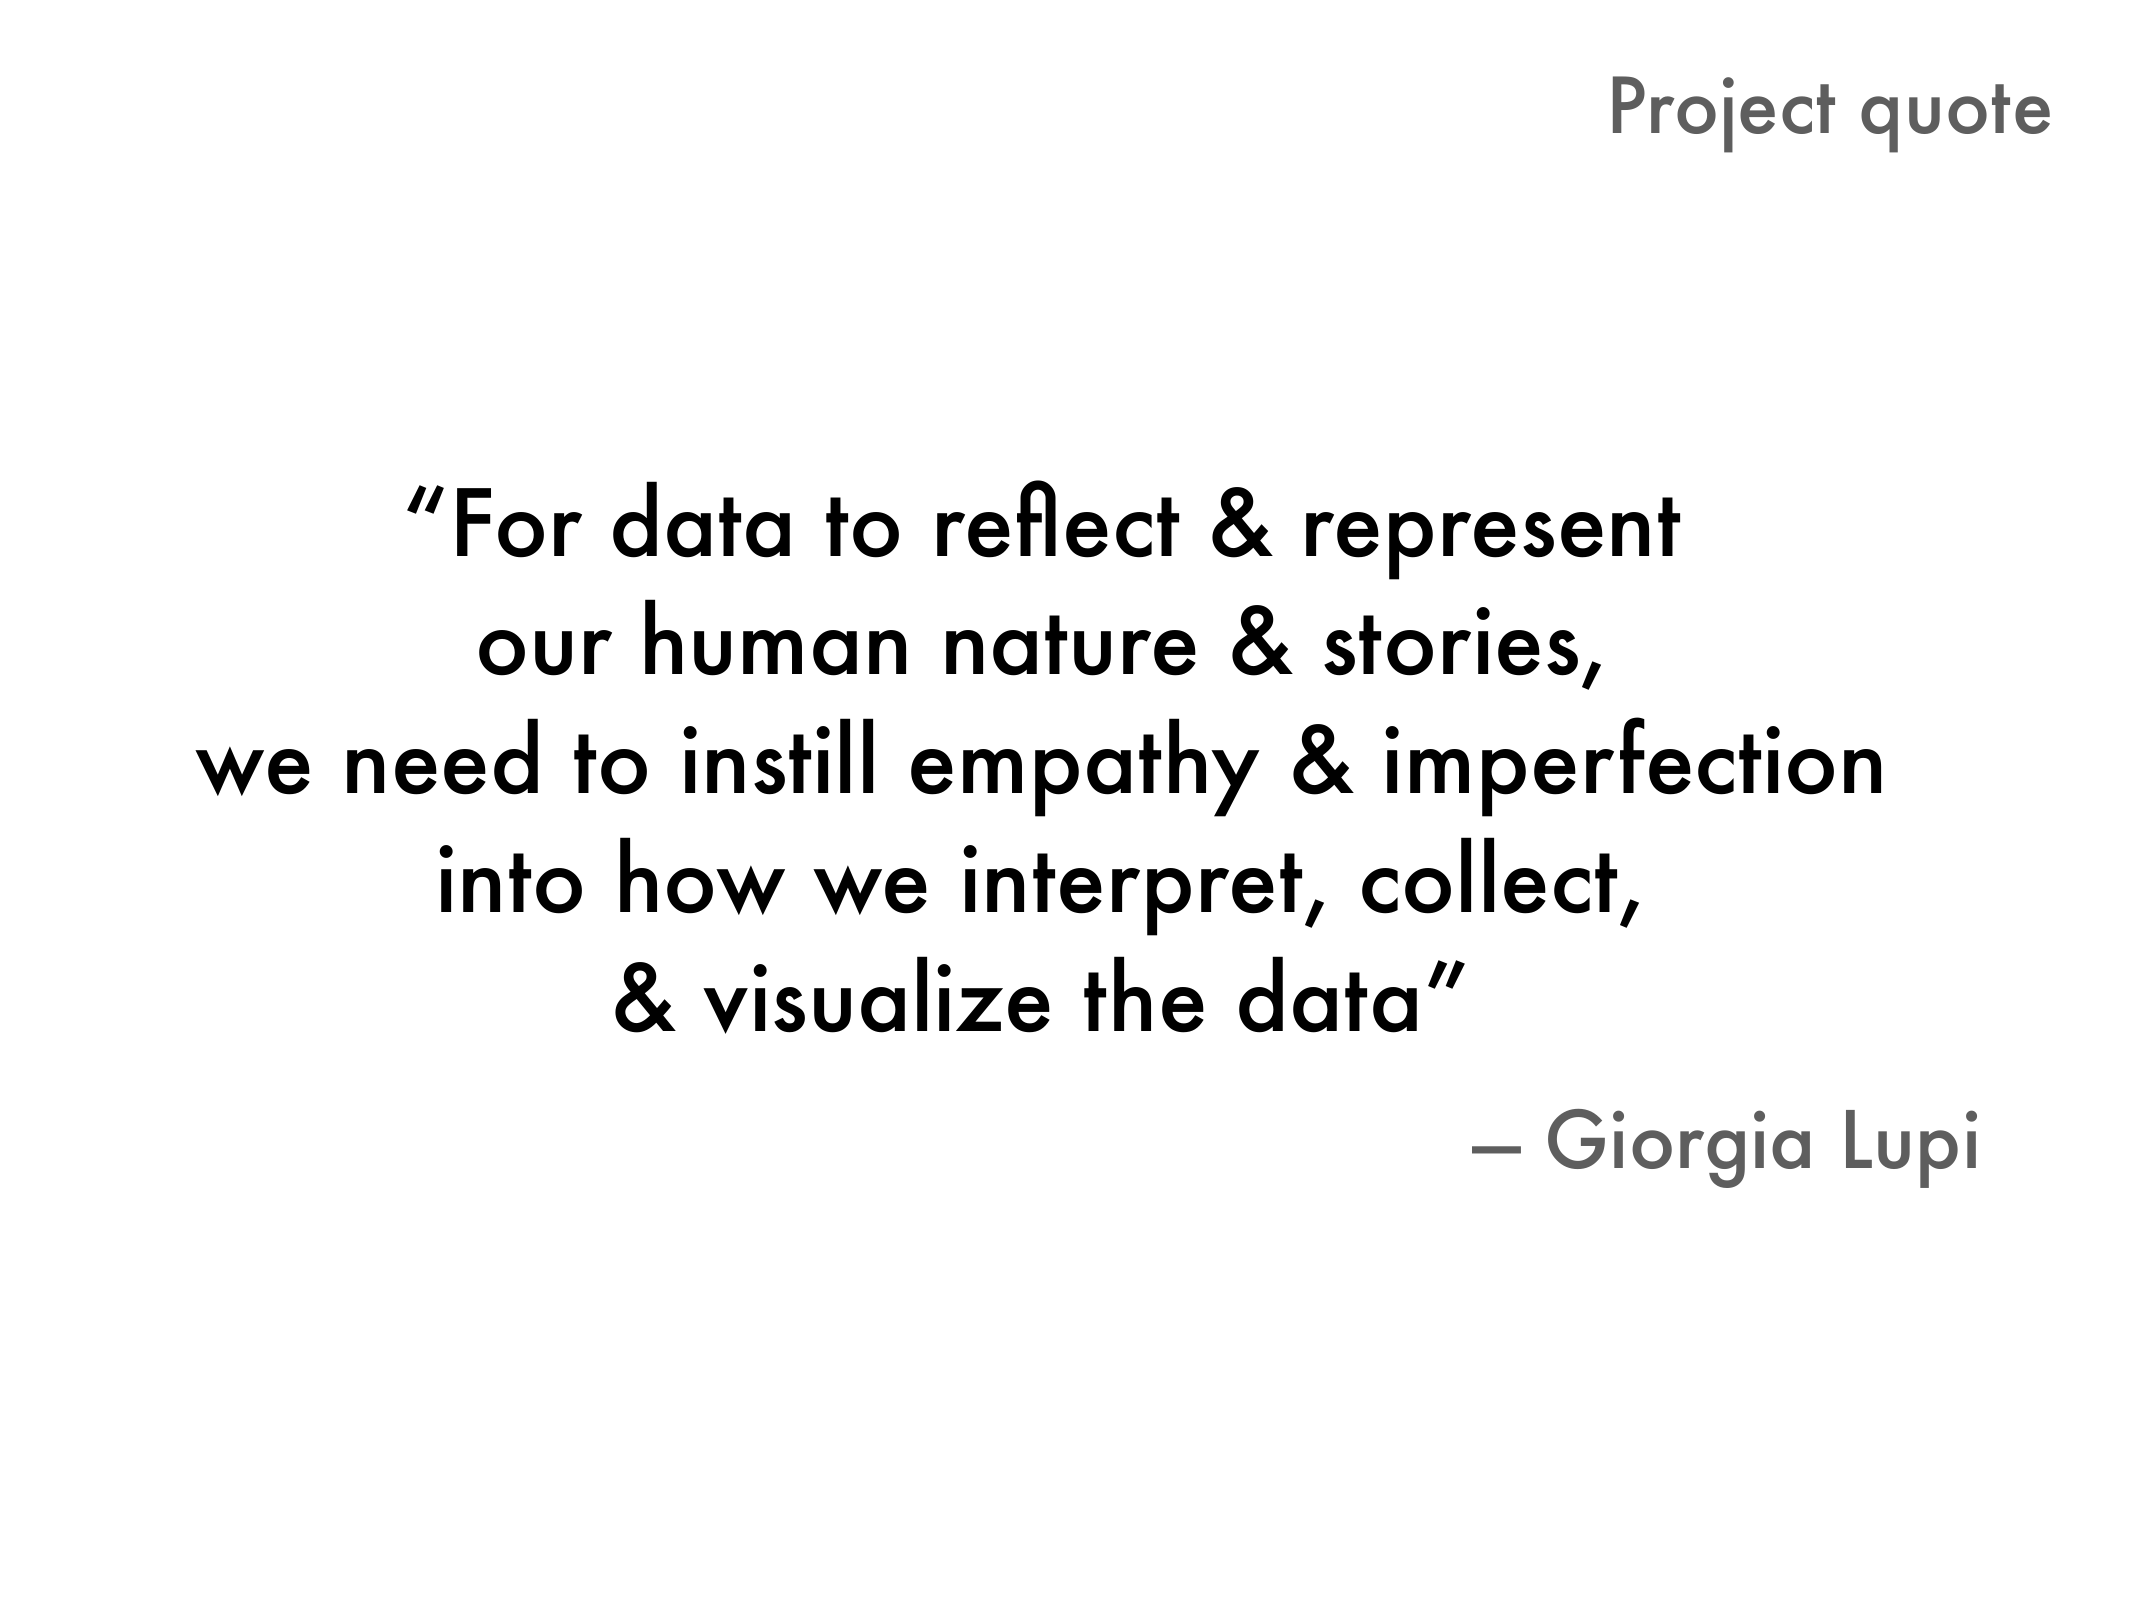 Project quote
“For data to reflect & represent
our human nature & stories,
we need to instill empathy & imperfection
into how we interpret, collect,
& visualize the data”
— Giorgia Lupi